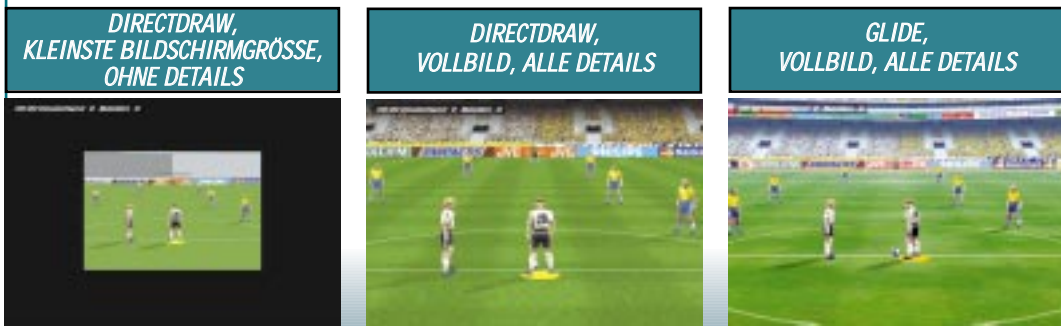 DIRECTDRAW,
KLEINSTE BILDSCHIRMGRÖSSE,
OHNE DETAILS
DIRECTDRAW,
VOLLBILD, ALLE DETAILS
GLIDE,
VOLLBILD, ALLE DETAILS